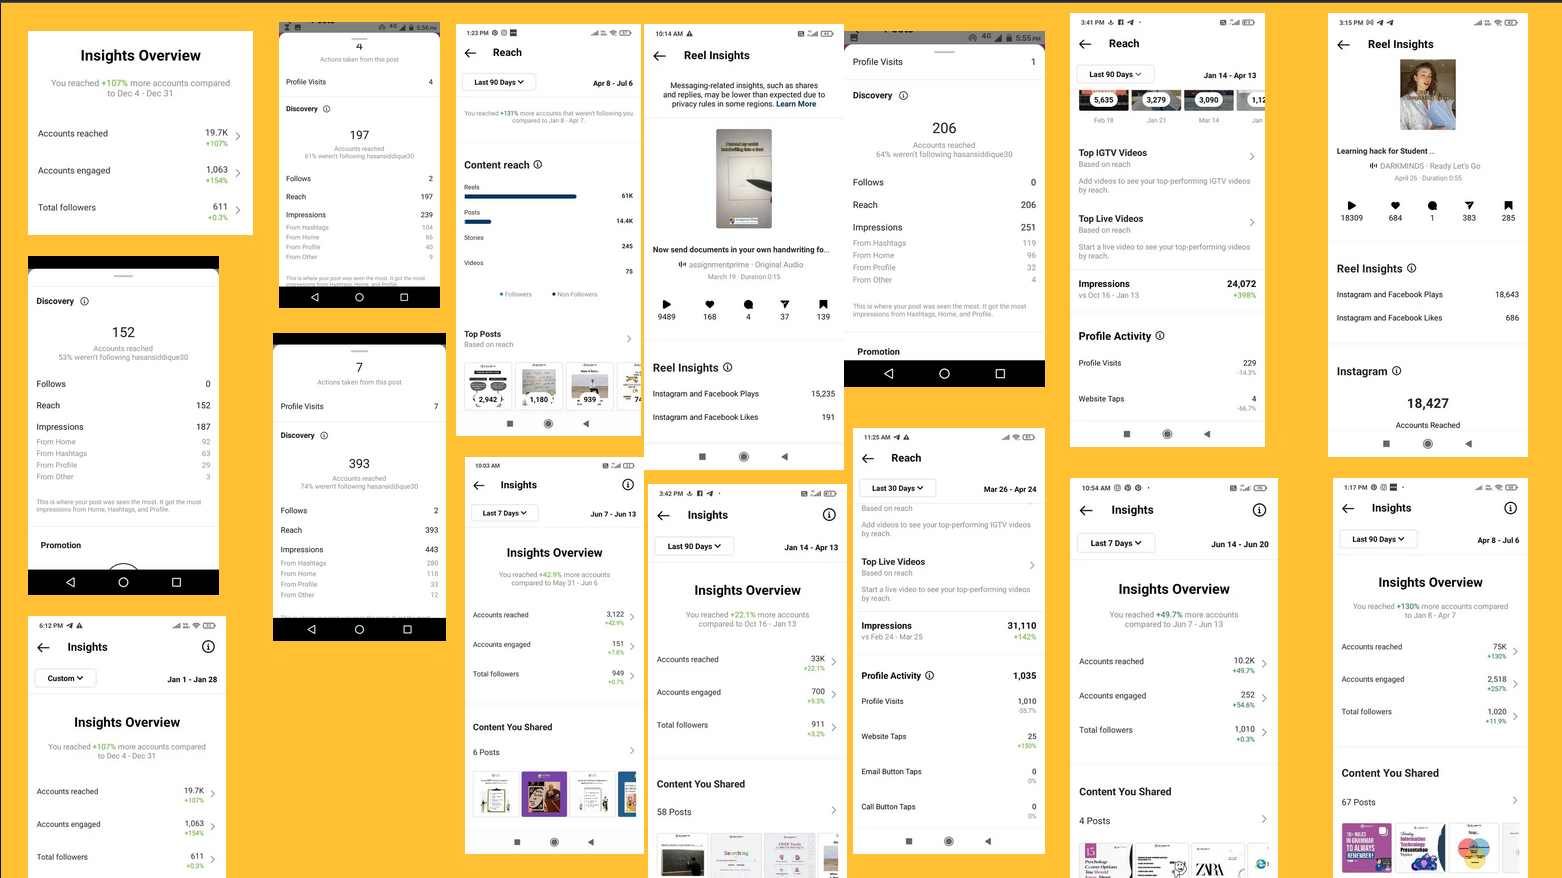 Insights Overview
You reached +107% more accounts compared
to Dec 4 - Dec 31
Accounts reached 19.7K
+107%
Accounts engaged 1,063
+154%
Total followers 611
+0.3%
Discovery
152
Accounts reached
53% weren't following hasansiddique30
Follows 0
Reach 152
Impressions 187
From Home 92
From Hashtags 63
From Profile 29
From Other 3
This is where your post was seen the most. It got the most
impressions from Home, Hashtags, and Profile.
Promotion
6:12 PM
Insights
Custom Jan 1 - Jan 28
Insights Overview
You reached +107% more accounts compared
to Dec 4 - Dec 31
Accounts reached 19.7K
+107%
Accounts engaged 1,063
+154%
Total followers 611
+0.3%
4G 5:56 PM
4
Actions taken from this post
Profile Visits 4
Discovery
197
Accounts reached
61% weren't following hasansiddique30
Follows 2
Reach 197
Impressions 239
From Hashtags 104
From Home 86
From Profile 40
From Other 9
This is where your post was seen the most. It got the most
impressions from Hashtags, Home, and Profile.
7
Actions taken from this post
Profile Visits 7
Discovery
393
Accounts reached
74% weren't following hasansiddique30
Follows 2
Reach 393
Impressions 443
From Hashtags 280
From Home 118
From Profile 33
From Other 12
1:23 PM
Reach
Last 90 Days Apr 8 - Jul 6
You reached +131% more accounts that weren't following you
compared to Jan 8 - Apr 7.
Content reach
Reels
61K
Posts
14.4K
Stories
245
Videos
75
Followers Non-Followers
Top Posts
Based on reach
2,942 1,180 939 74
10:03 AM
Insights
Last 7 Days Jun 7 - Jun 13
Insights Overview
You reached +42.9% more accounts
compared to May 31 - Jun 6
Accounts reached 3,122
+42.9%
Accounts engaged 151
+7.8%
Total followers 949
+0.7%
Content You Shared
6 Posts
10:14 AM
Reel Insights
Messaging-related insights, such as shares
and replies, may be lower than expected due to
privacy rules in some regions. Learn More
Now send documents in your own handwriting fo...
assignmentprime · Original Audio
March 19 · Duration 0:15
9489 168 4 37 139
Reel Insights
Instagram and Facebook Plays 15,235
Instagram and Facebook Likes 191
3:42 PM
Insights
Last 90 Days Jan 14 - Apr 13
Insights Overview
You reached +22.1% more accounts
compared to Oct 16 - Jan 13
Accounts reached 33K
+22.1%
Accounts engaged 700
+9.3%
Total followers 911
+3.2%
Content You Shared
58 Posts
Searching
FREE Tools
4G 5:55 PM
Profile Visits 1
Discovery
206
Accounts reached
64% weren't following hasansiddique30
Follows 0
Reach 206
Impressions 251
From Hashtags 119
From Home 96
From Profile 32
From Other 4
This is where your post was seen the most. It got the most
impressions from Hashtags, Home, and Profile.
Promotion
11:25 AM
Reach
Last 30 Days Mar 26 - Apr 24
Based on reach
Add videos to see your top-performing IGTV videos
by reach.
Top Live Videos
Based on reach
Start a live video to see your top-performing videos
by reach.
Impressions 31,110
vs Feb 24 - Mar 25 +142%
Profile Activity 1,035
Profile Visits 1,010
-55.7%
Website Taps 25
+150%
Email Button Taps 0
0%
Call Button Taps 0
0%
3:41 PM
Reach
Last 90 Days Jan 14 - Apr 13
5,635 3,279 3,090 1,12
Feb 18 Jan 21 Mar 14 Jan
Top IGTV Videos
Based on reach
Add videos to see your top-performing IGTV videos
by reach.
Top Live Videos
Based on reach
Start a live video to see your top-performing videos
by reach.
Impressions 24,072
vs Oct 16 - Jan 13 +398%
Profile Activity
Profile Visits 229
-14.3%
Website Taps 4
-66.7%
10:54 AM
Insights
Last 7 Days Jun 14 - Jun 20
Insights Overview
You reached +49.7% more accounts
compared to Jun 7 - Jun 13
Accounts reached 10.2K
+49.7%
Accounts engaged 252
+54.6%
Total followers 1,010
+0.3%
Content You Shared
4 Posts
15
Psychology
Career Options
You Should
ZARA
3:15 PM
Reel Insights
Learning hack for Student ...
DARKMINDS · Ready Let's Go
April 26 · Duration 0:55
18309 684 1 383 285
Reel Insights
Instagram and Facebook Plays 18,643
Instagram and Facebook Likes 686
Instagram
18,427
Accounts Reached
1:17 PM
Insights
Last 90 Days Apr 8 - Jul 6
Insights Overview
You reached +130% more accounts compared
to Jan 8 - Apr 7
Accounts reached 75K
+130%
Accounts engaged 2,518
+257%
Total followers 1,020
+11.9%
Content You Shared
67 Posts
10+ RULES
IN GRAMMAR
TO ALWAYS
REMEMBER!
Trending
Information
Technology
Presentation
Topics